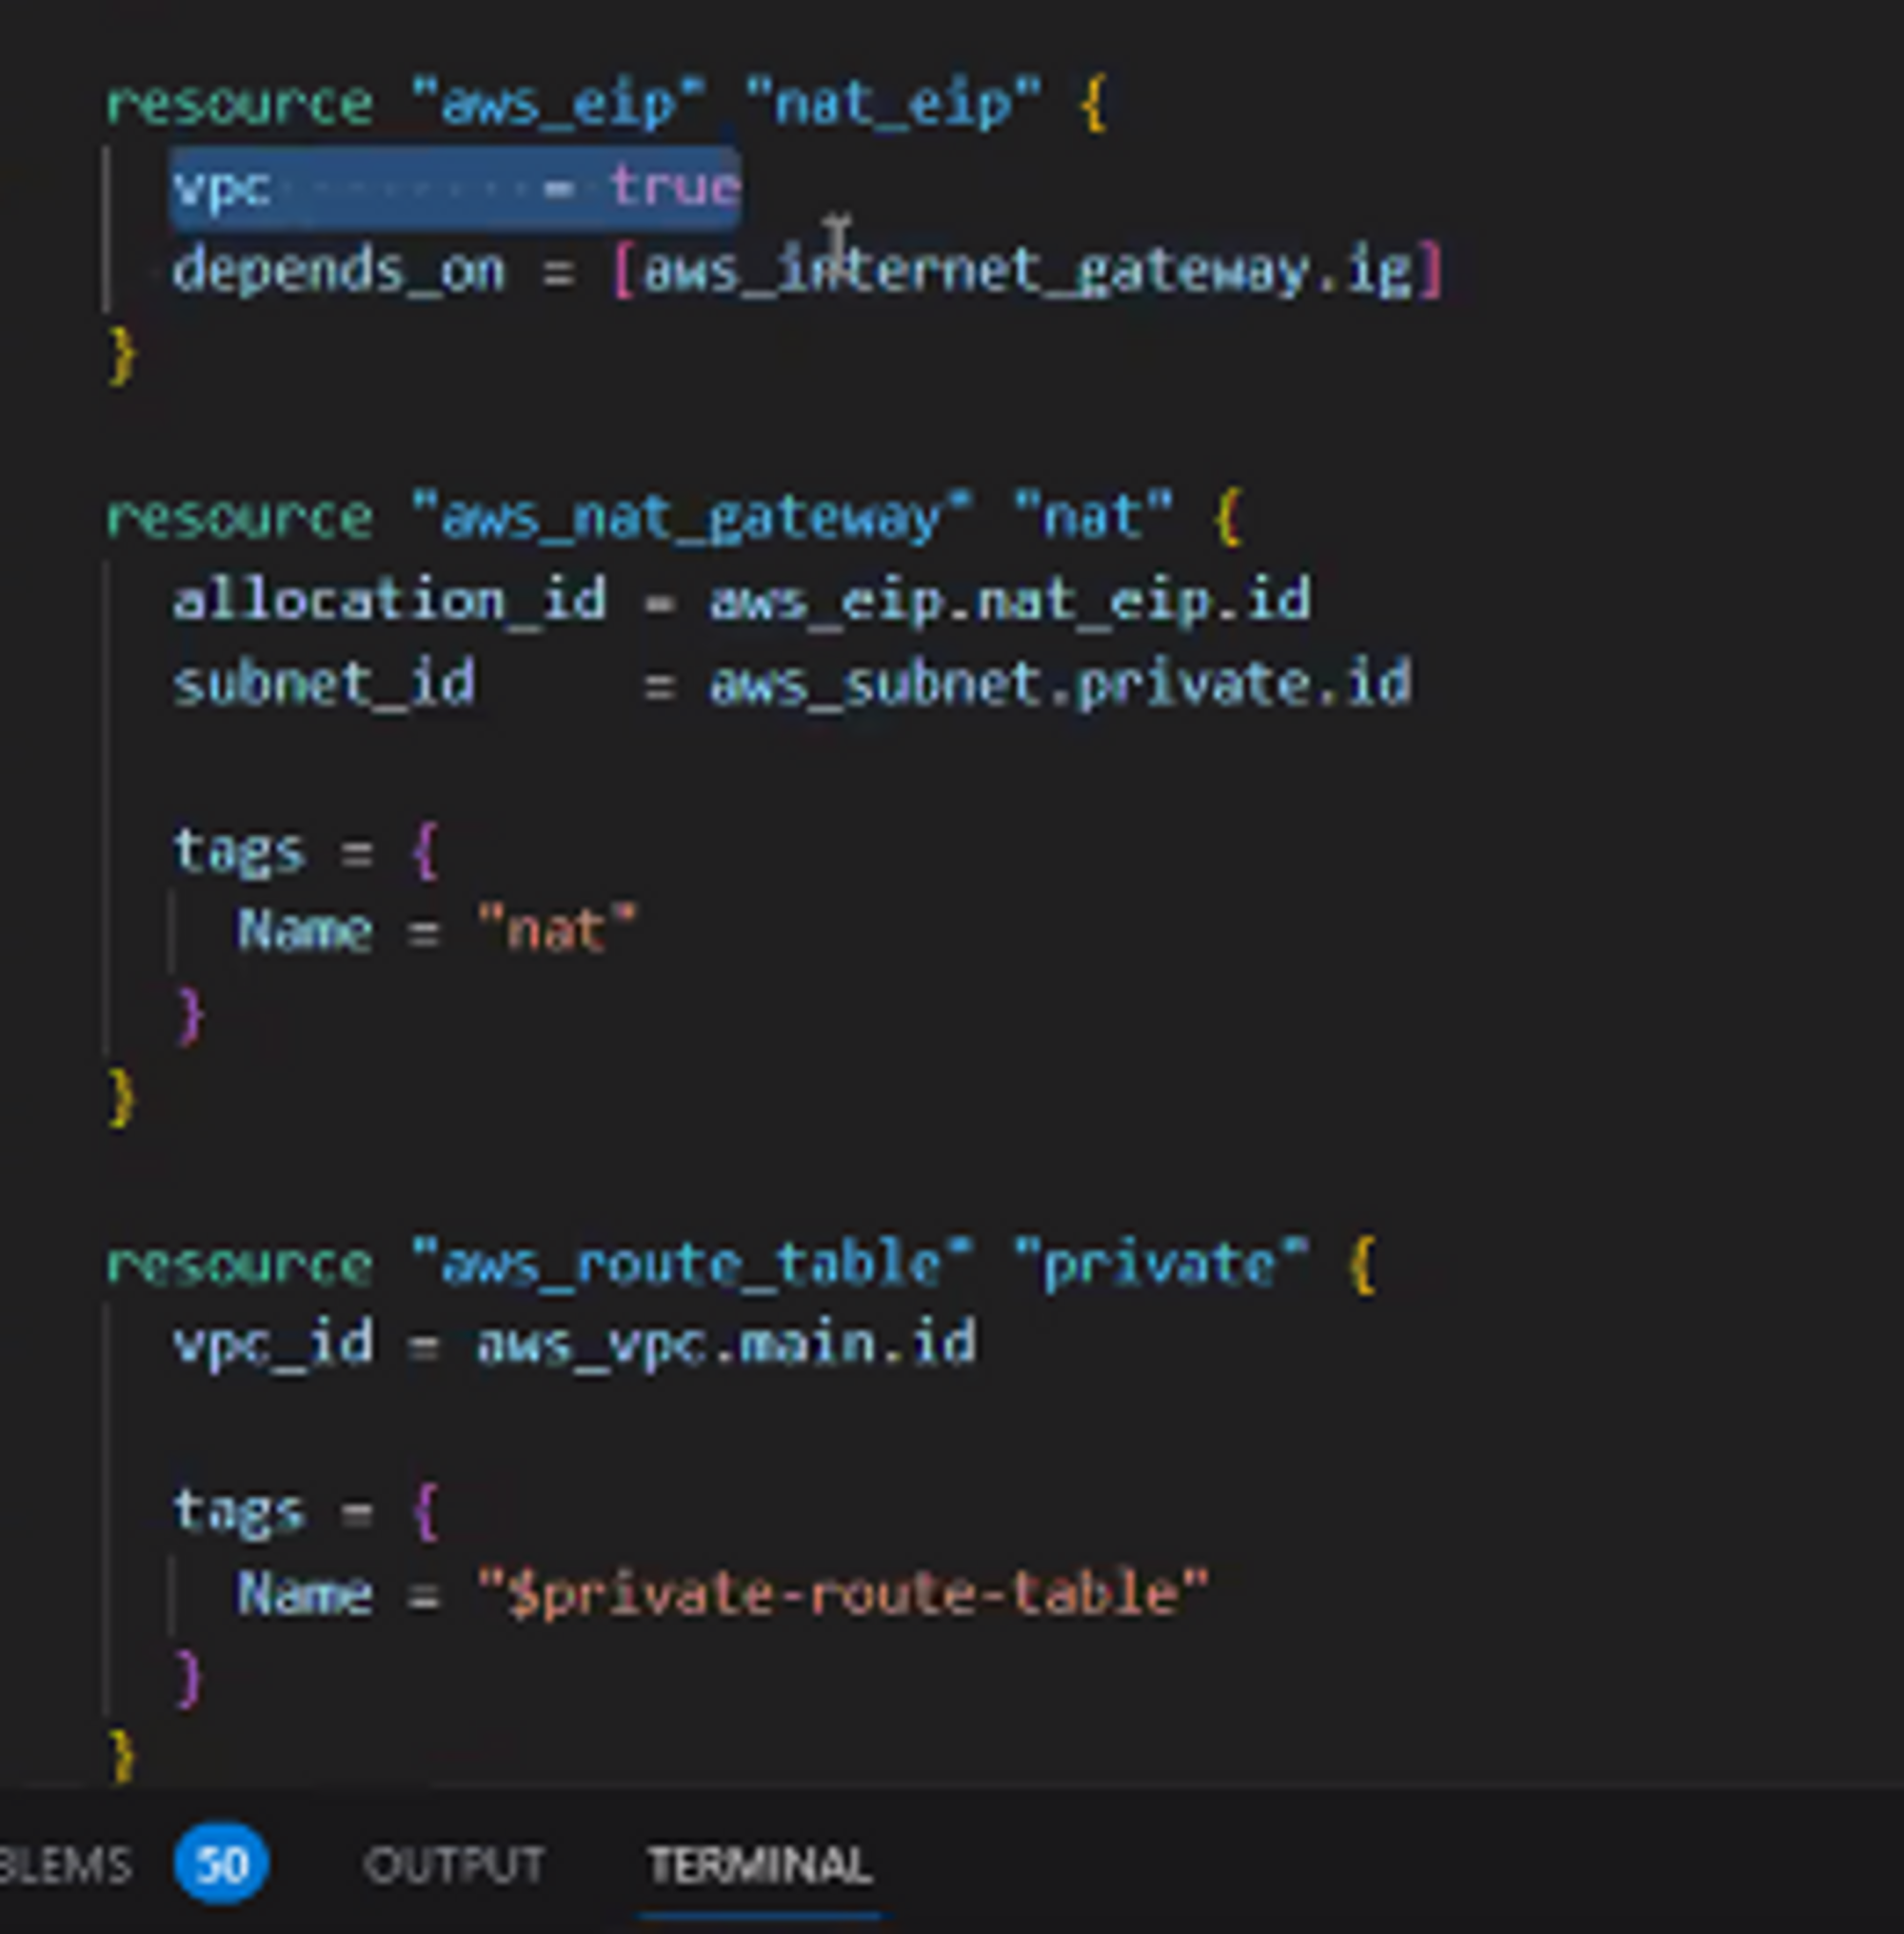 resource "aws_eip" "nat_eip" {
vpc = true
depends_on = [aws_internet_gateway.ig]
}
resource "aws_nat_gateway" "nat" {
allocation_id = aws_eip.nat_eip.id
subnet_id = aws_subnet.private.id
tags = {
Name = "nat"
}
}
resource "aws_route_table" "private" {
vpc_id = aws_vpc.main.id
tags = {
Name = "$private-route-table"
}
}
BLEMS 50 OUTPUT TERMINAL